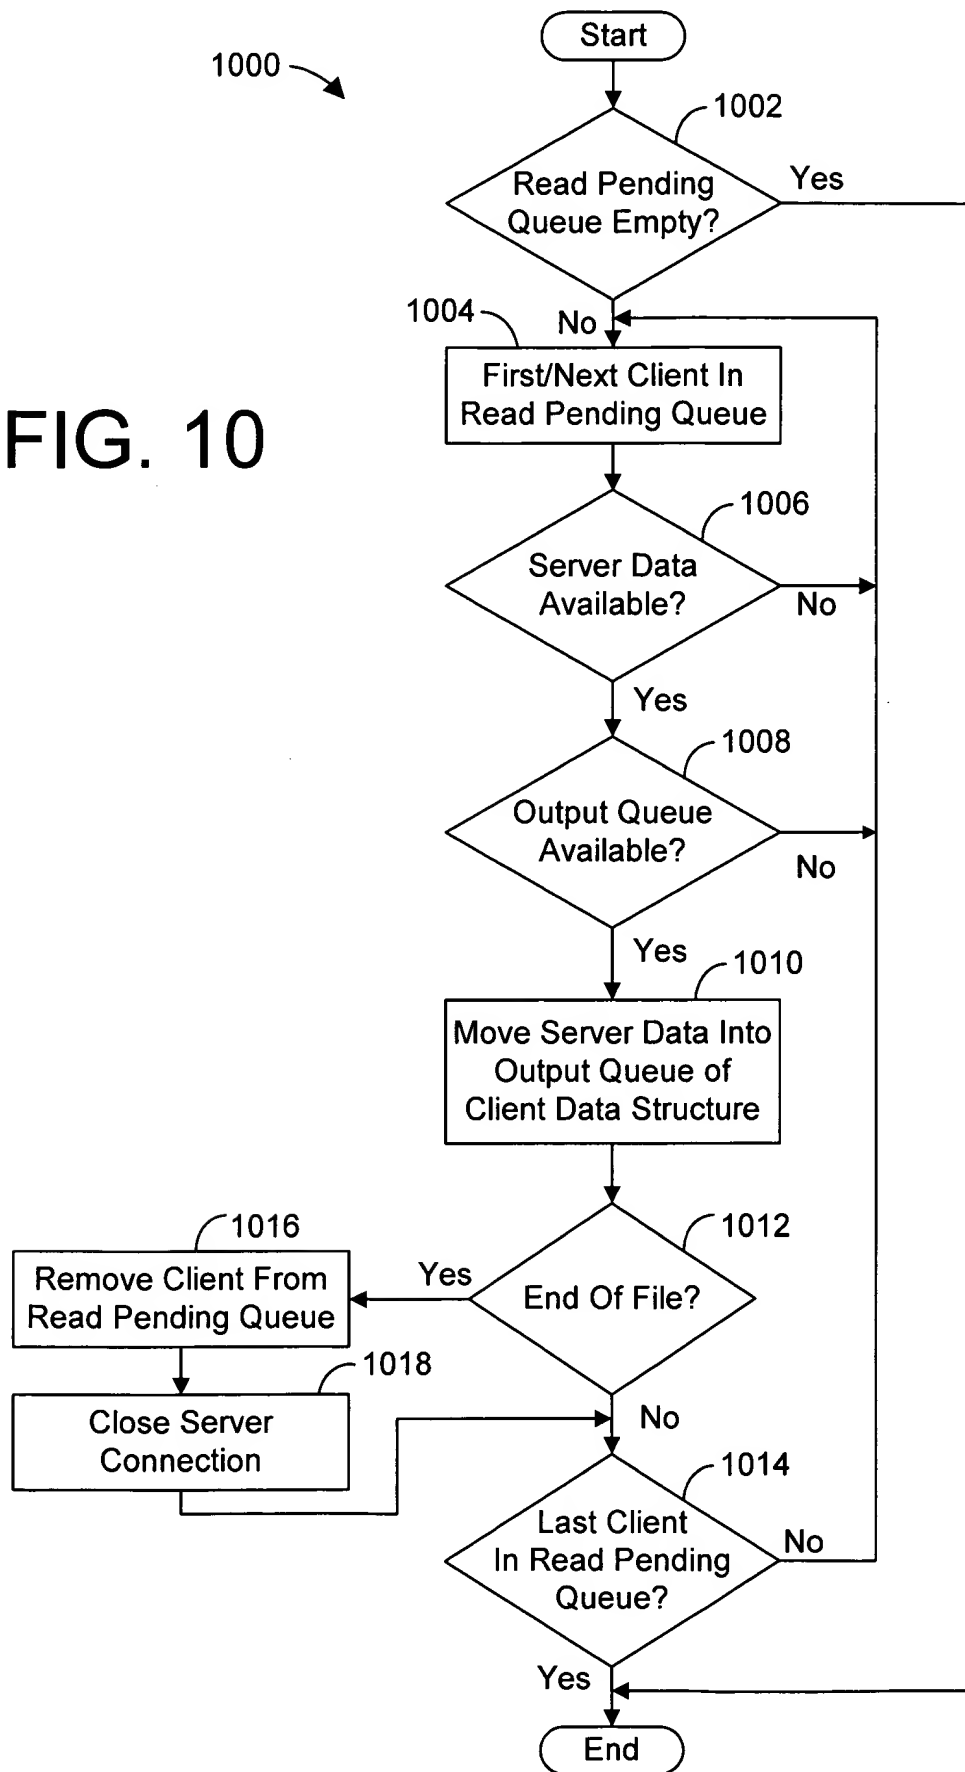 Start
1000
1002
Read Pending
Queue Empty?
Yes
1004
No
First/Next Client In
Read Pending Queue
FIG. 10
1006
Server Data
Available?
No
Yes
1008
Output Queue
Available?
No
Yes
1010
Move Server Data Into
Output Queue of
Client Data Structure
1016
1012
Remove Client From
Read Pending Queue
Yes
End Of File?
1018
Close Server
Connection
No
1014
Last Client
In Read Pending
Queue?
No
Yes
End